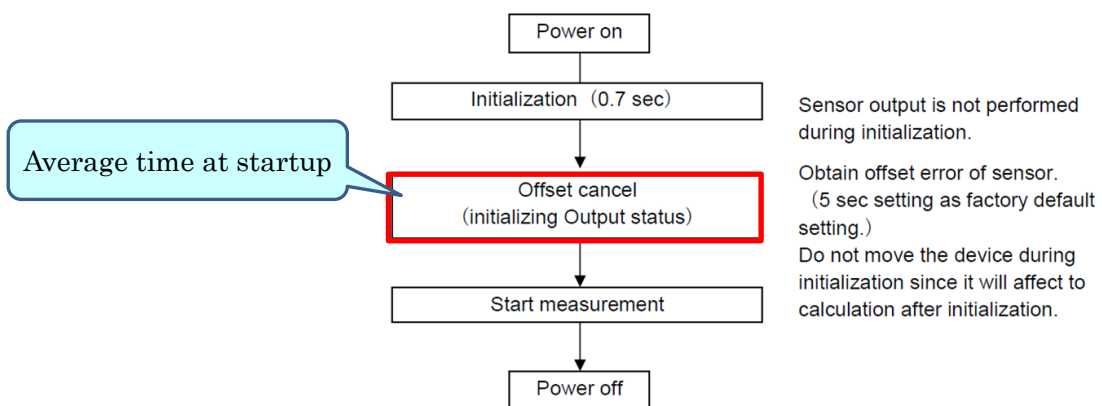 Power on
Initialization（0.7 sec）
Sensor output is not performed
during initialization.
Average time at startup
Offset cancel
（initializing Output status）
Obtain offset error of sensor.
（5 sec setting as factory default
setting.）
Do not move the device during
initialization since it will affect to
calculation after initialization.
Start measurement
Power off